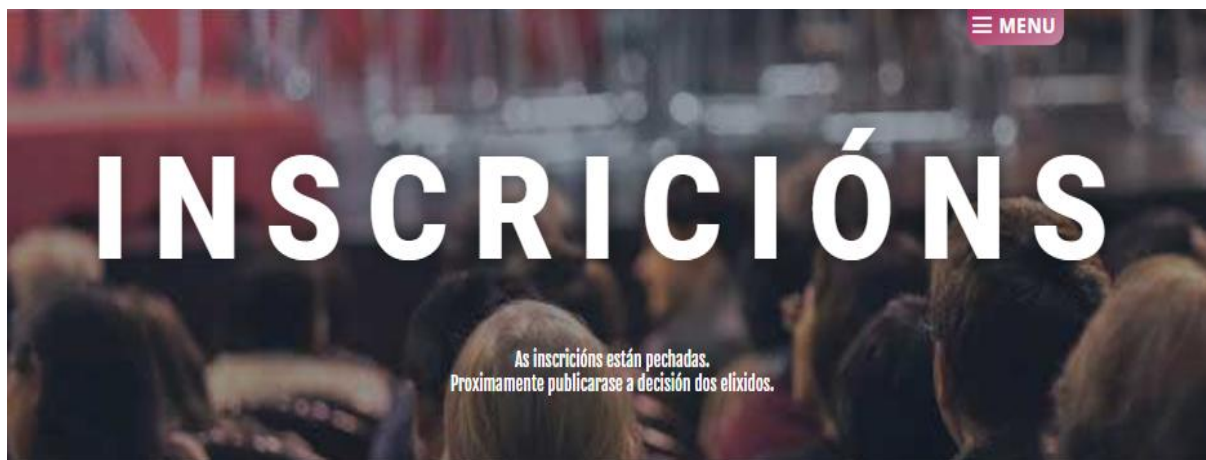 MENU
INSCRICIÓNS
As inscricións están pechadas.
Proximamente publicarase a decisión dos elixidos.